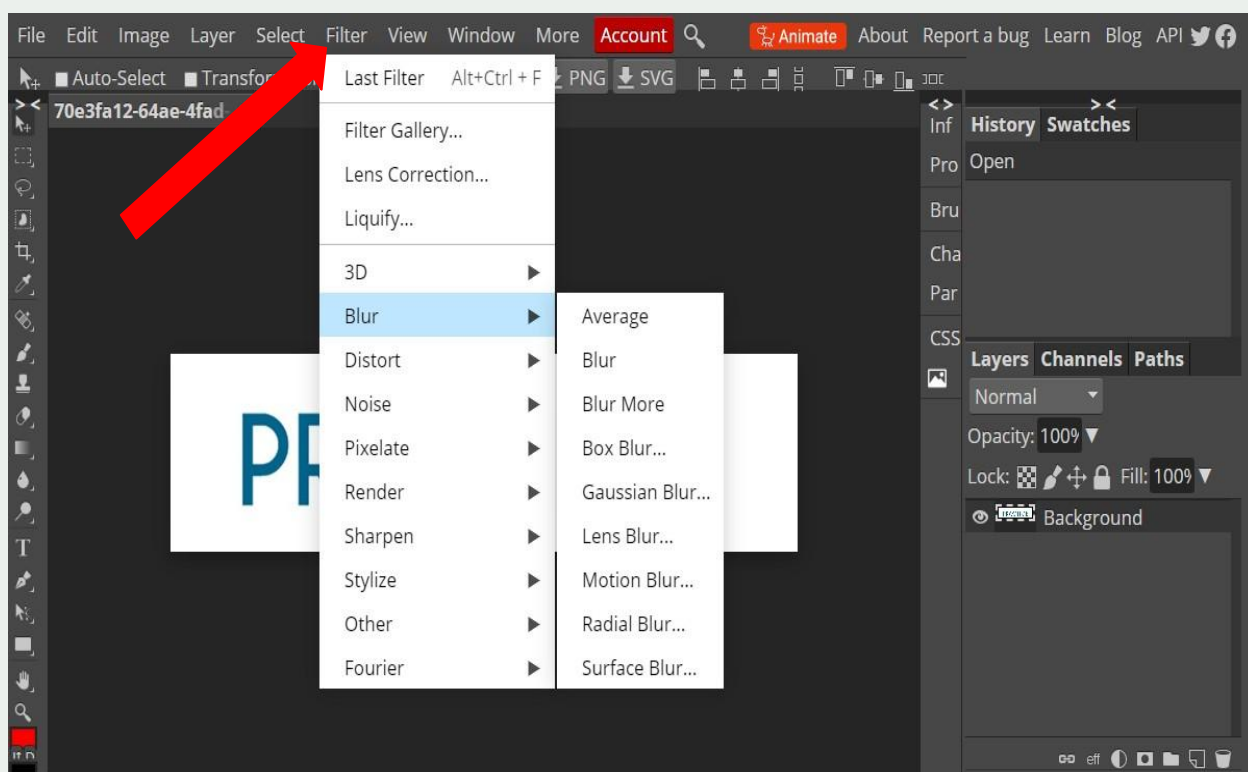 File Edit Image Layer Select Filter View Window More Account Animate About Report a bug Learn Blog API
Auto-Select PNG SVG
70e3fa12-64ae-4fad-
Last Filter Alt+Ctrl + F
Filter Gallery...
Lens Correction...
Liquify...
3D
Blur
Distort
Noise
Pixelate
Render
Sharpen
Stylize
Other
Fourier
Average
Blur
Blur More
Box Blur...
Gaussian Blur...
Lens Blur...
Motion Blur...
Radial Blur...
Surface Blur...
PR
T
Inf
Pro
Bru
Cha
Par
CSS
History Swatches
Open
Layers Channels Paths
Normal
Opacity: 100%
Lock: Fill: 100%
Background
eff